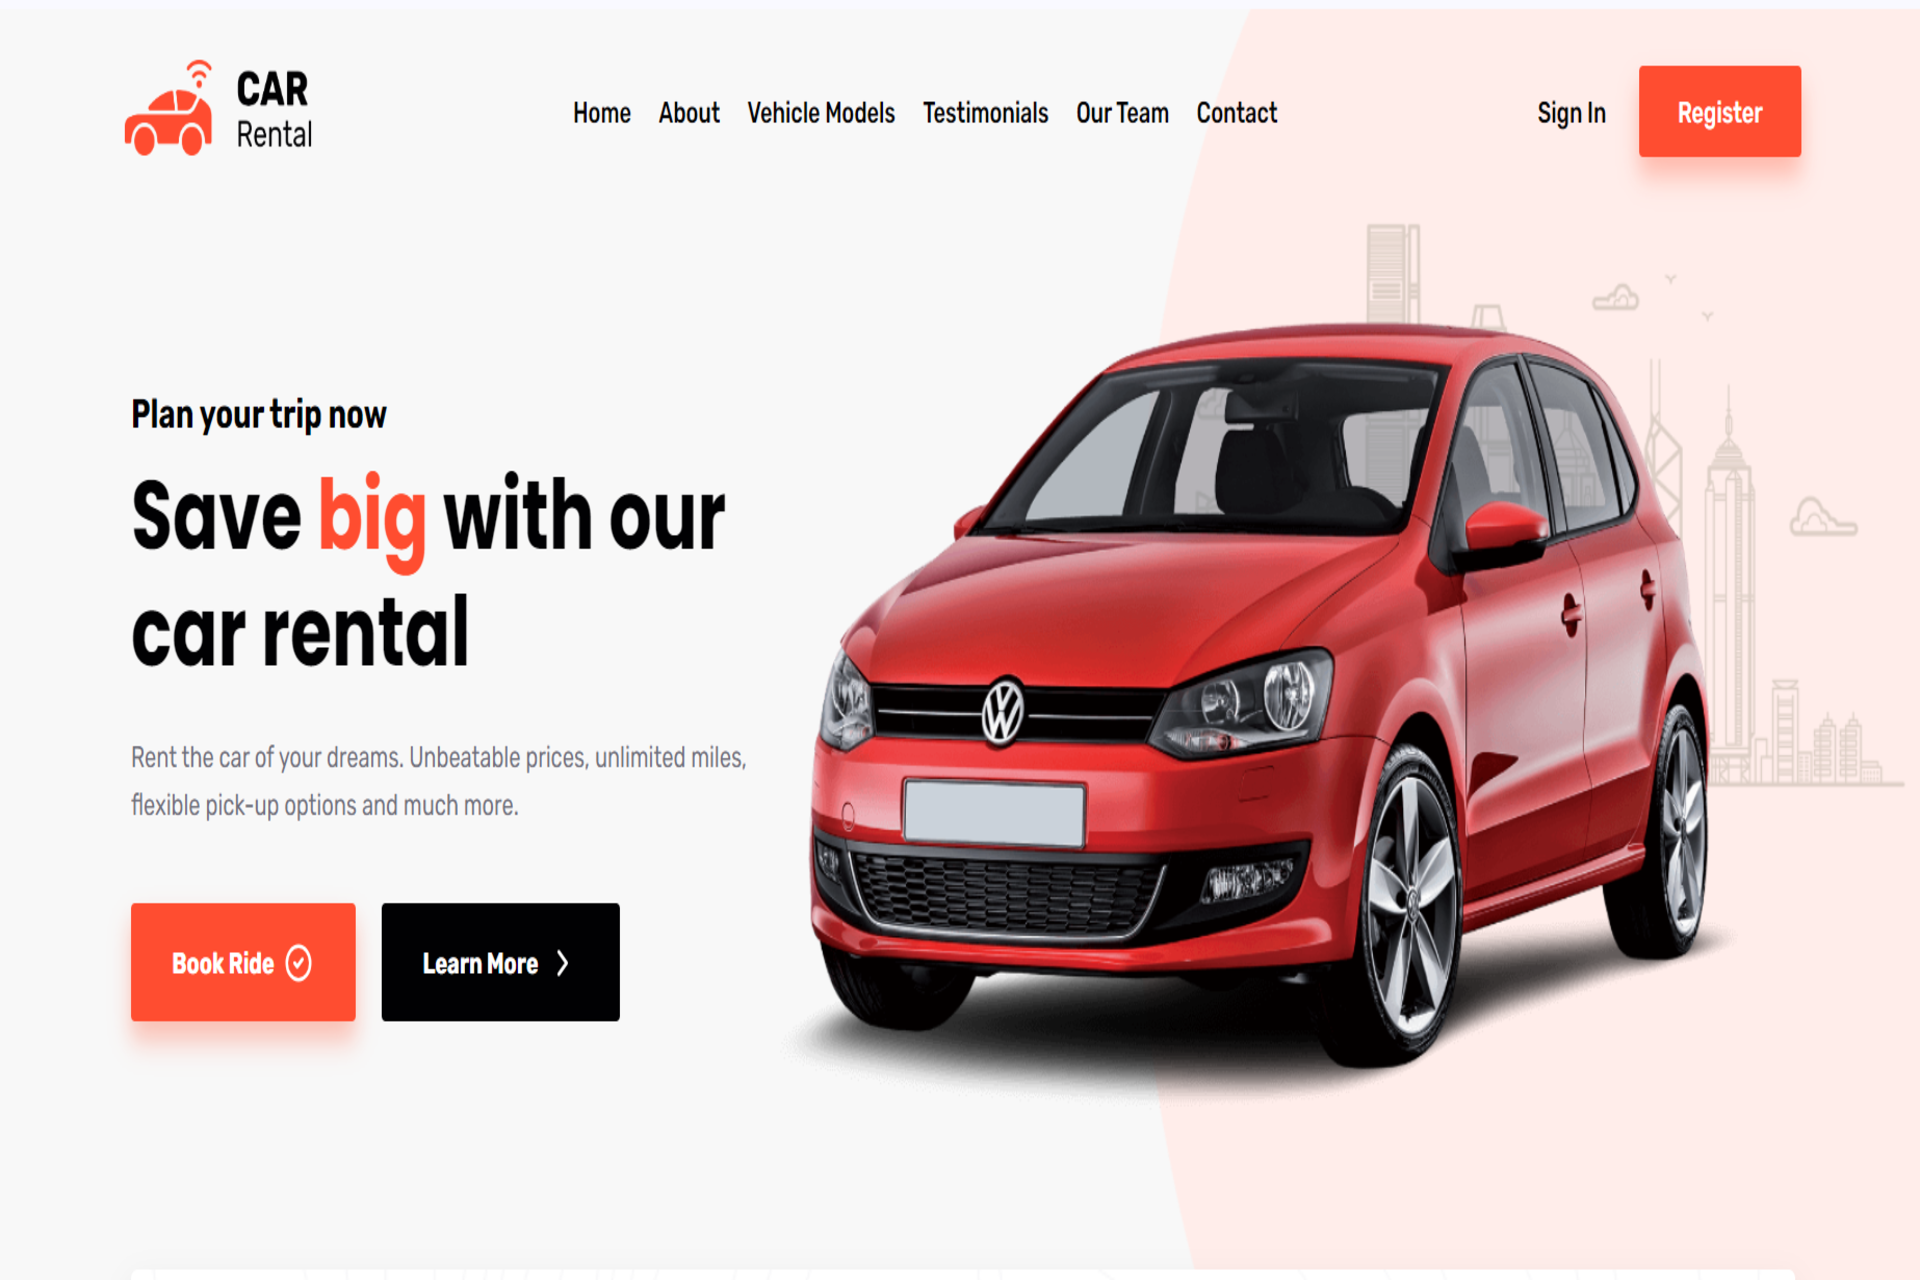 CAR
Rental
Home About Vehicle Models Testimonials Our Team Contact
Sign In Register
Plan your trip now
Save big with our
car rental
Rent the car of your dreams. Unbeatable prices, unlimited miles,
flexible pick-up options and much more.
Book Ride Learn More